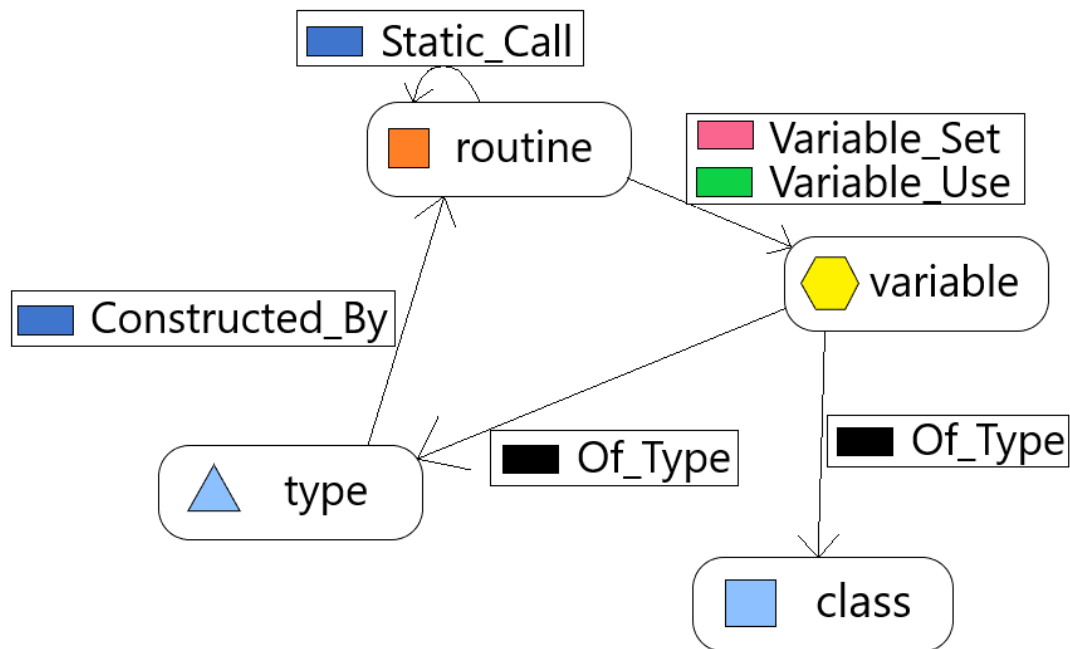 Static_Call
routine
Variable_Set
Variable_Use
variable
Constructed_By
Of_Type
Of_Type
type
class